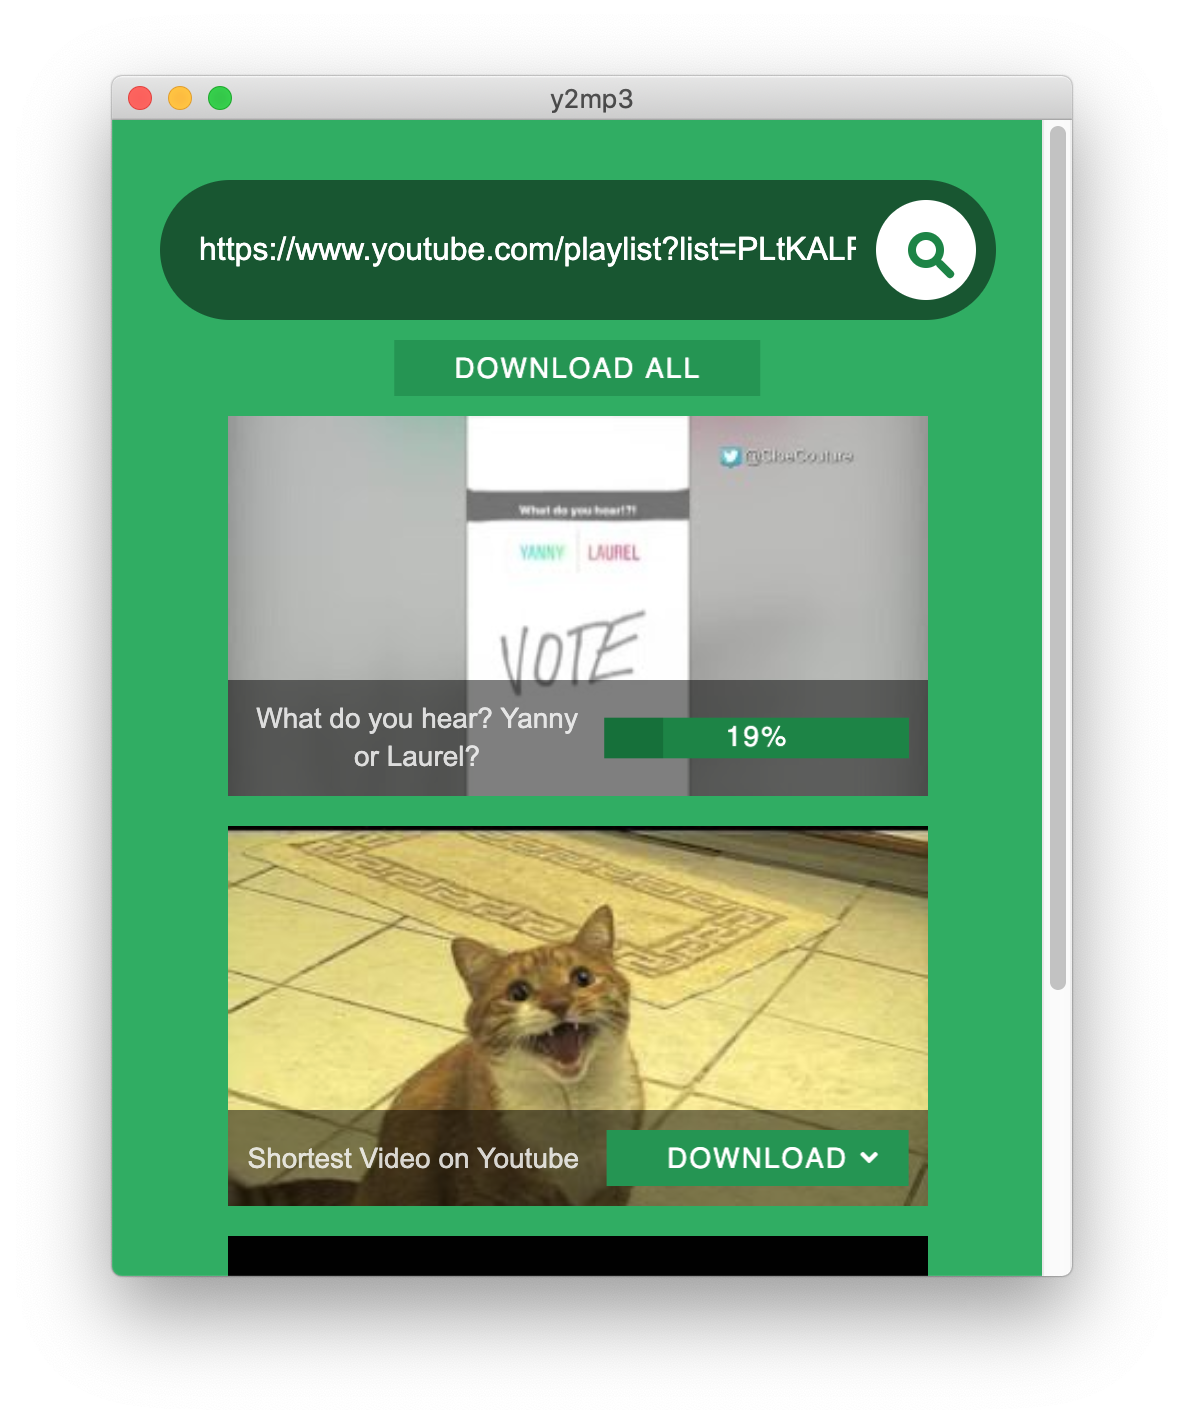 y2mp3
https://www.youtube.com/playlist?list=PLtKALF
DOWNLOAD ALL
@ClueCouture
What do you hear!?!
YANNY LAUREL
VOTE
What do you hear? Yanny
or Laurel?
19%
Shortest Video on Youtube
DOWNLOAD